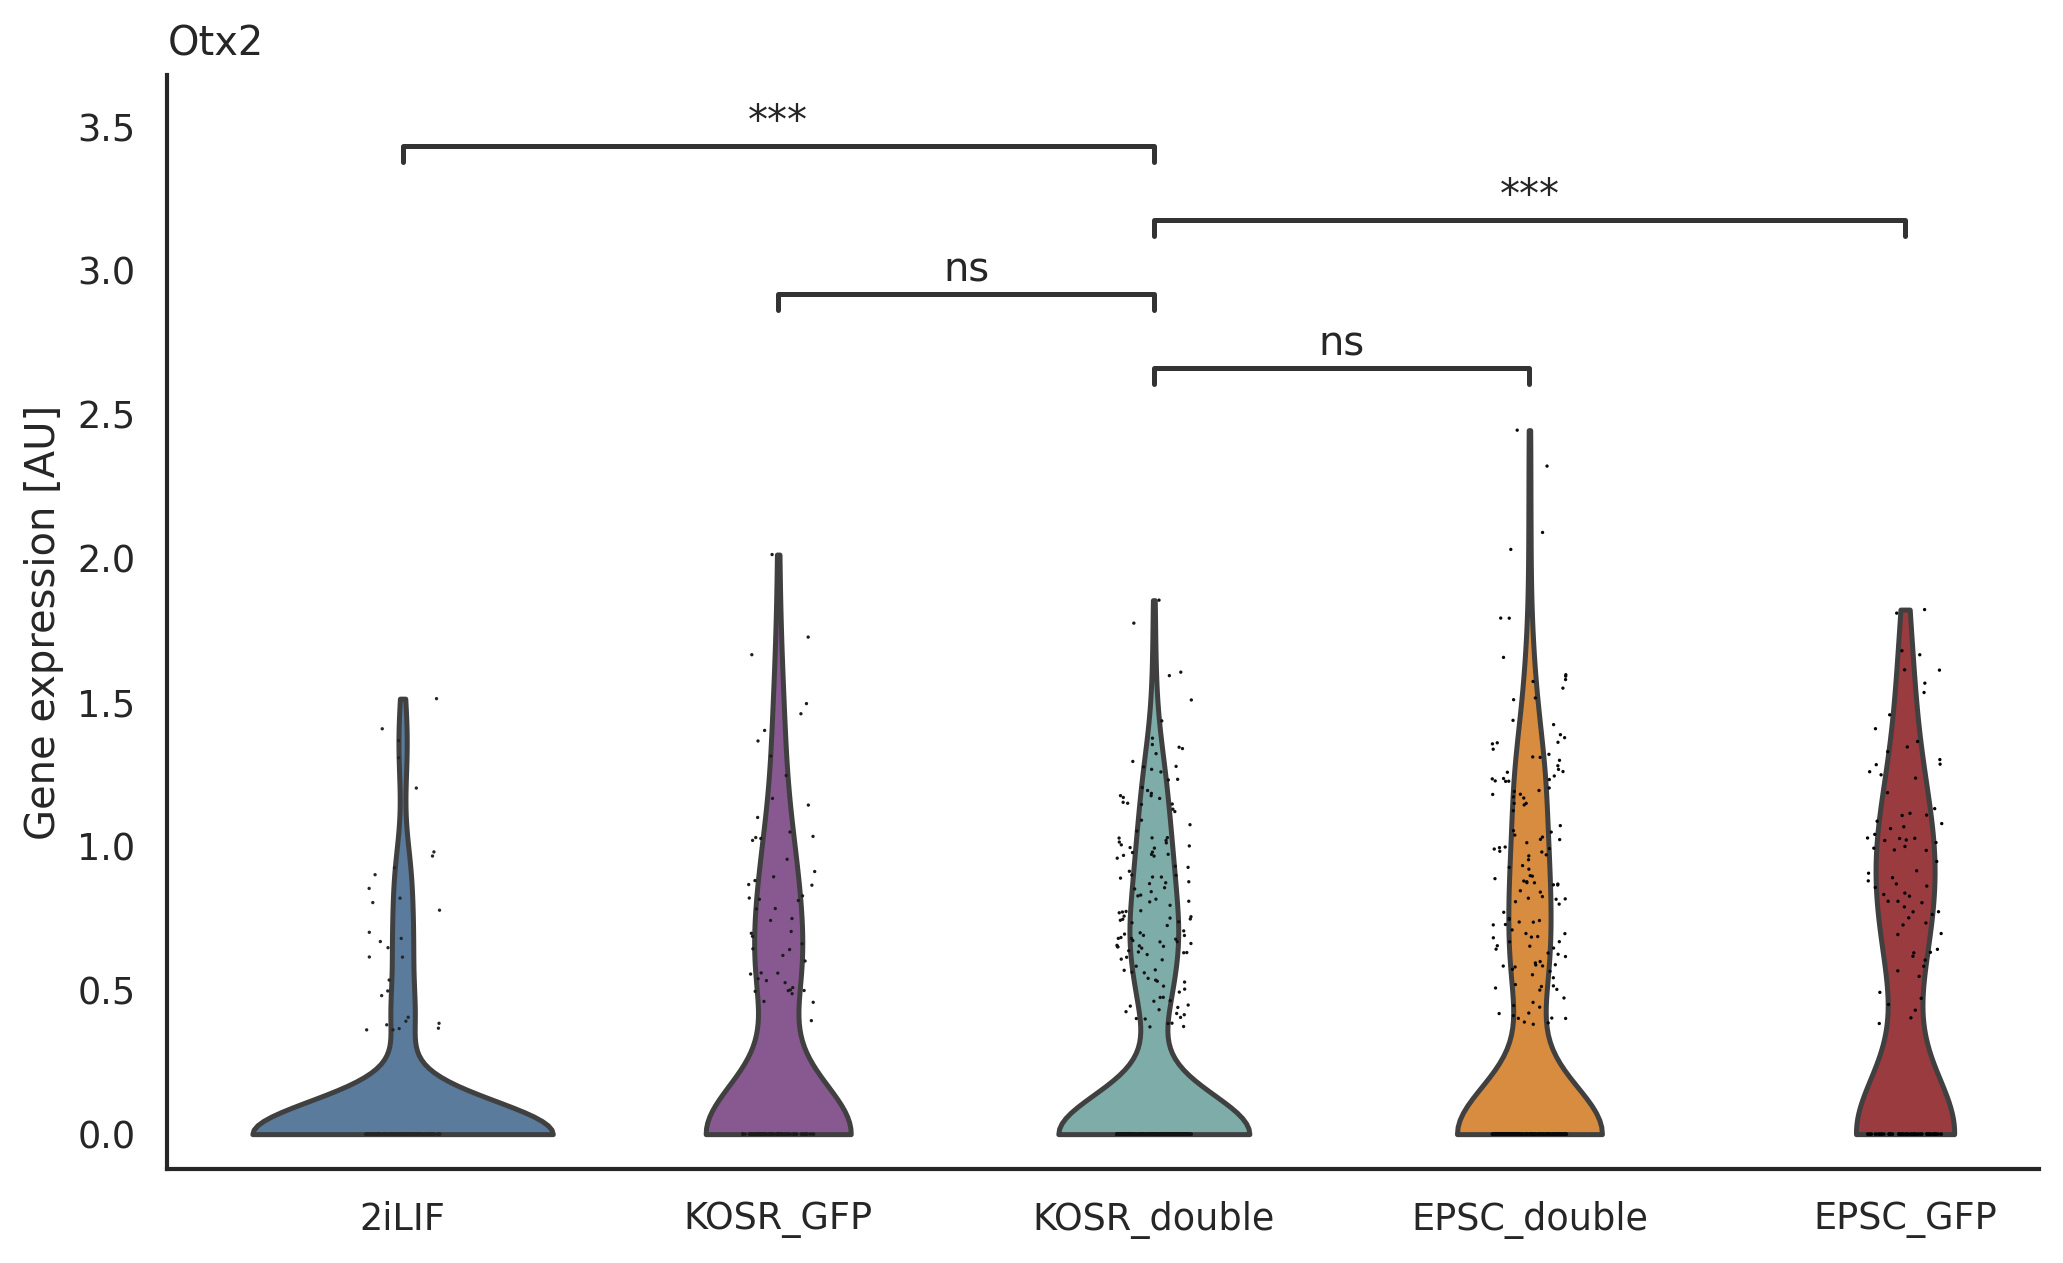 Otx2
***
***
ns
ns
Gene expression [AU]
3.5
3.0
2.5
2.0
1.5
1.0
0.5
0.0
2iLIF
KOSR_GFP
KOSR_double
EPSC_double
EPSC_GFP